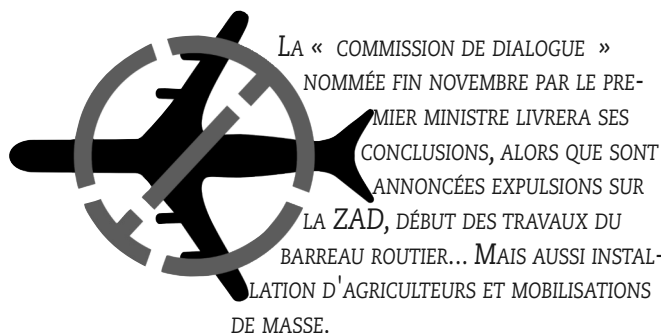 La « commission de dialogue »
nommée fin novembre par le pre-
mier ministre livrera ses
conclusions, alors que sont
annoncées expulsions sur
la ZAD, début des travaux du
barreau routier... Mais aussi instal-
lation d'agriculteurs et mobilisations
de masse.